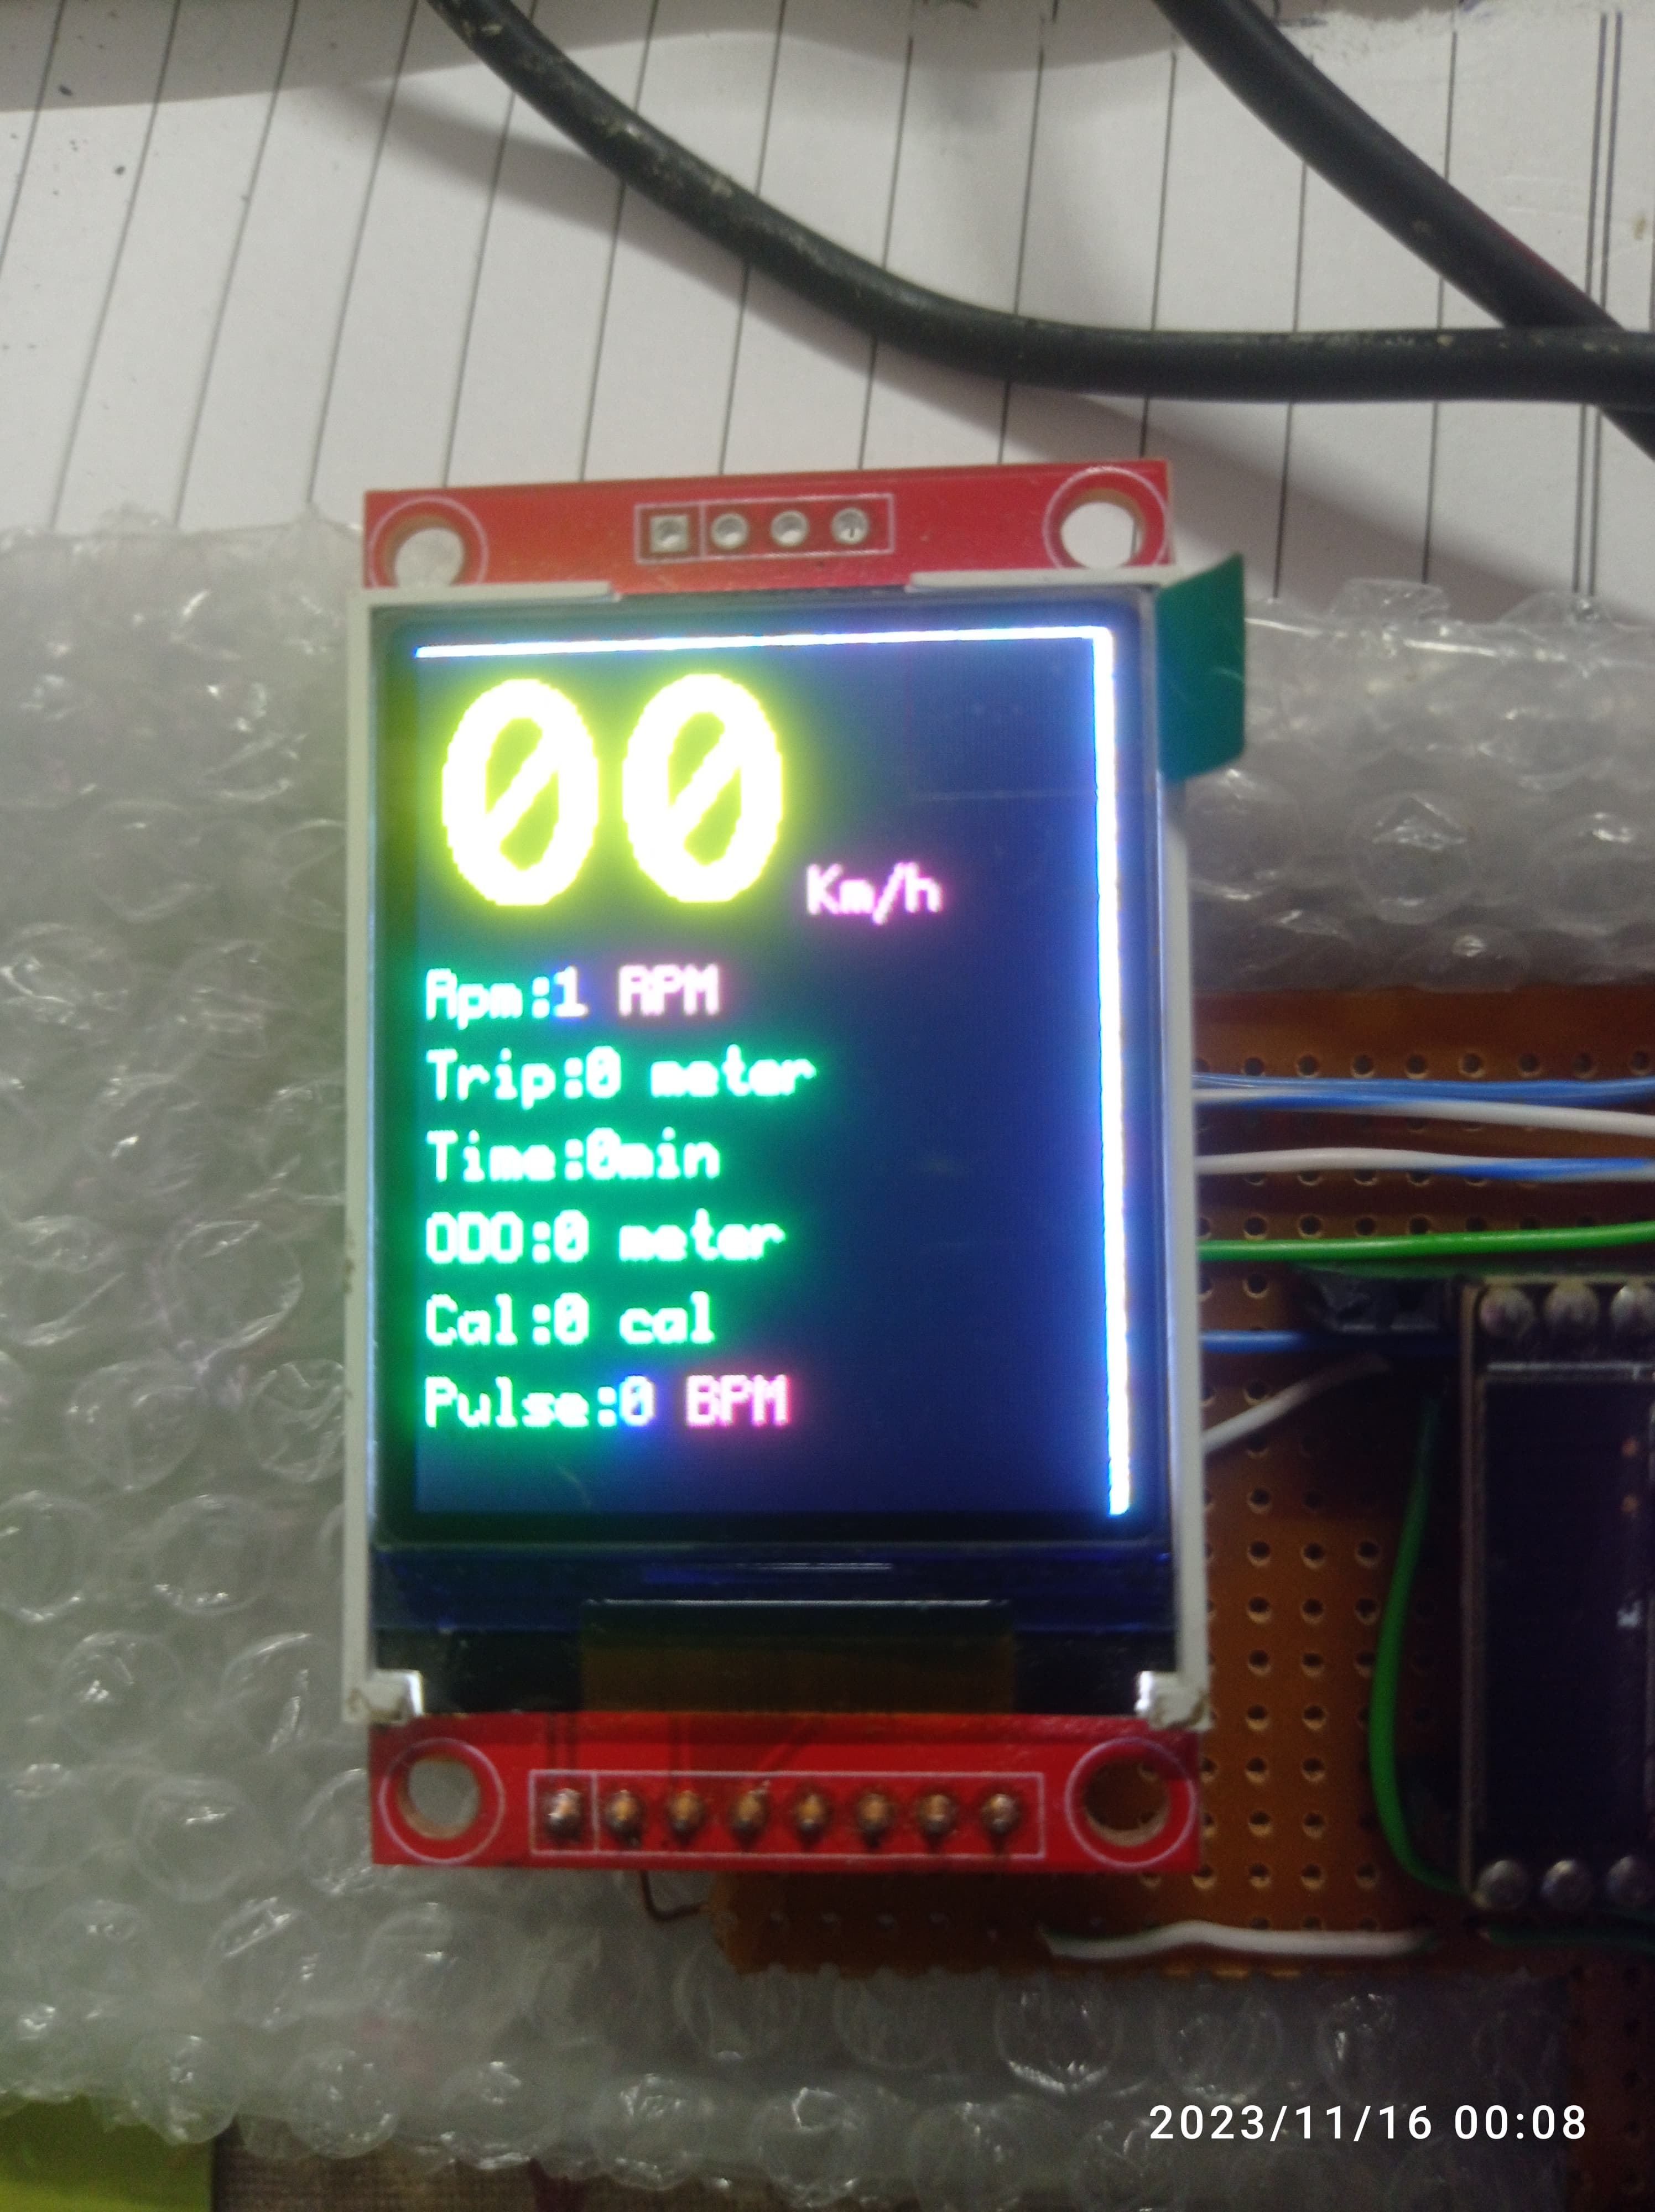 00 Km/h
Rpm:1 RPM
Trip:0 meter
Time:0min
ODO:0 meter
Cal:0 cal
Pulse:0 BPM
2023/11/16 00:08